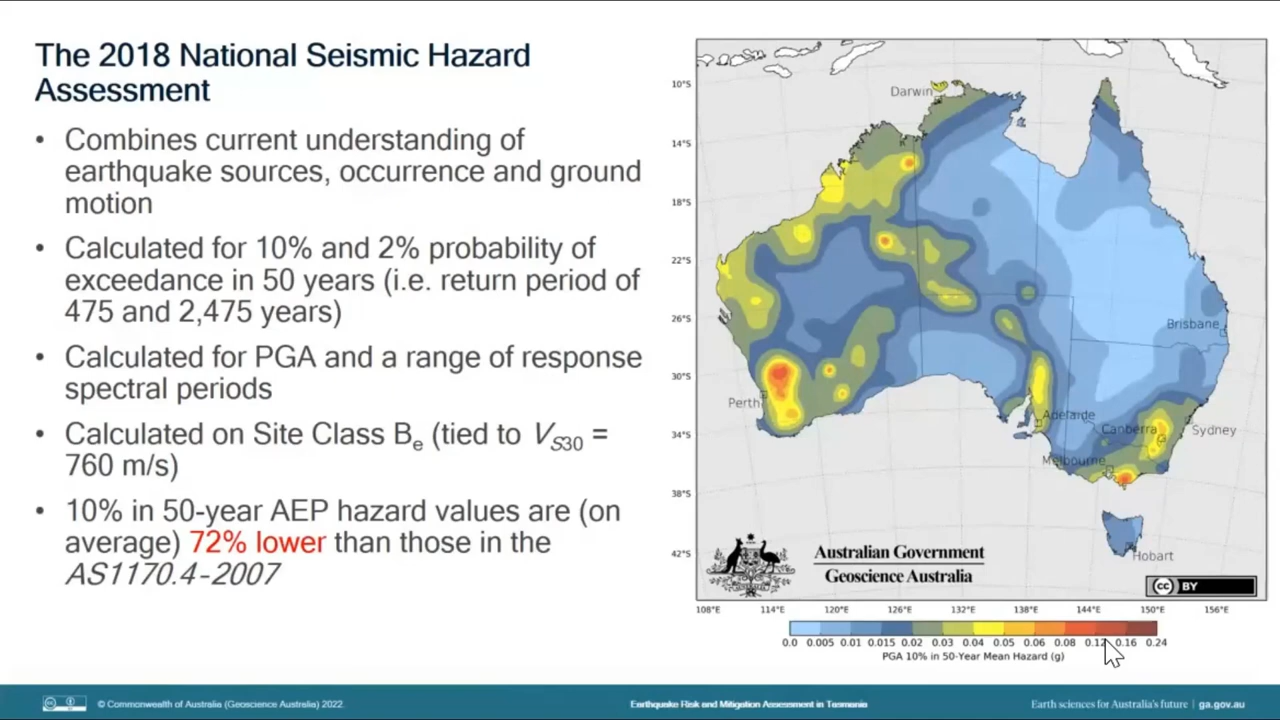 The 2018 National Seismic Hazard
Assessment
• Combines current understanding of
earthquake sources, occurrence and ground
motion
• Calculated for 10% and 2% probability of
exceedance in 50 years (i.e. return period of
475 and 2,475 years)
• Calculated for PGA and a range of response
spectral periods
• Calculated on Site Class Be (tied to VS30 =
760 m/s)
• 10% in 50-year AEP hazard values are (on
average) 72% lower than those in the
AS1170.4-2007
10°S
14°S
18°S
22°S
26°S
30°S
34°S
38°S
42°S
Darwin
Brisbane
Perth
Adelaide
Canberra
Sydney
Melbourne
Hobart
Australian Government
Geoscience Australia
cc BY
108°E 114°E 120°E 126°E 132°E 138°E 144°E 150°E 156°E
0.0 0.005 0.01 0.015 0.02 0.03 0.04 0.05 0.06 0.08 0.12 0.16 0.24
PGA 10% in 50-Year Mean Hazard (g)
© Commonwealth of Australia (Geoscience Australia) 2022.
Earthquake Risk and Mitigation Assessment in Tasmania
Earth sciences for Australia's future | ga.gov.au